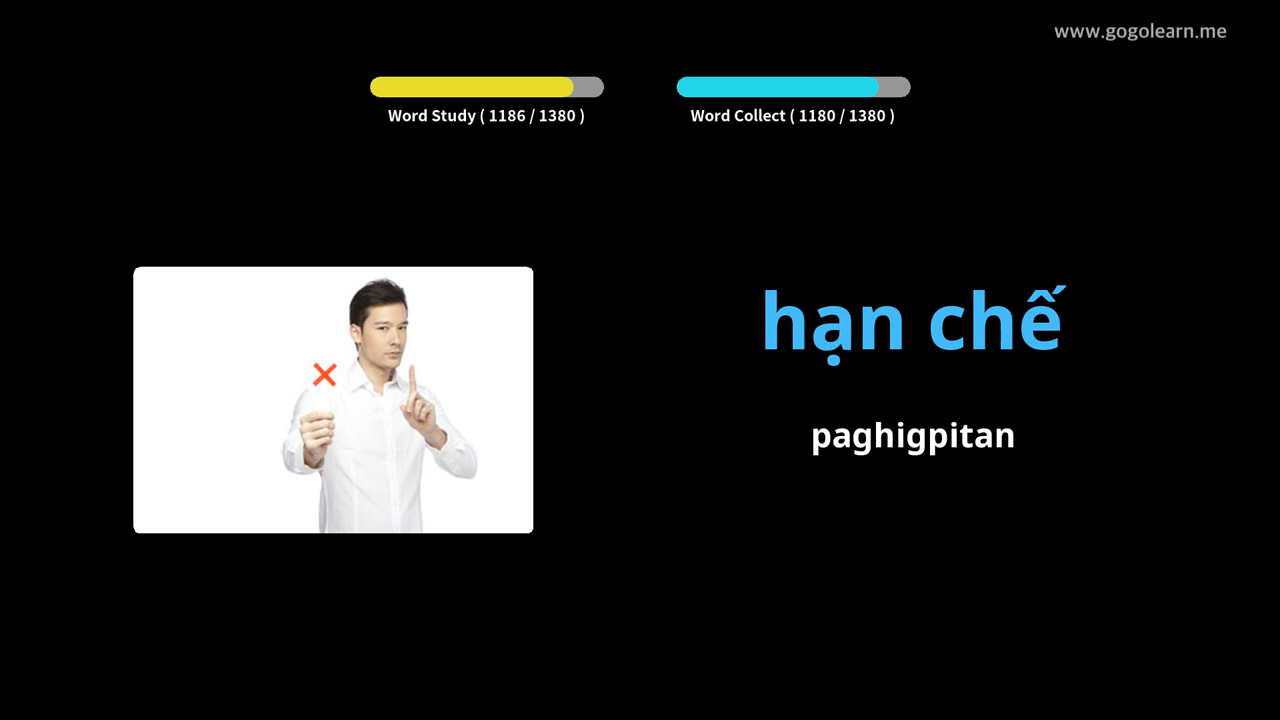 www.gogolearn.me
Word Study ( 1186 / 1380 )
Word Collect ( 1180 / 1380 )
hạn chế
paghigpitan